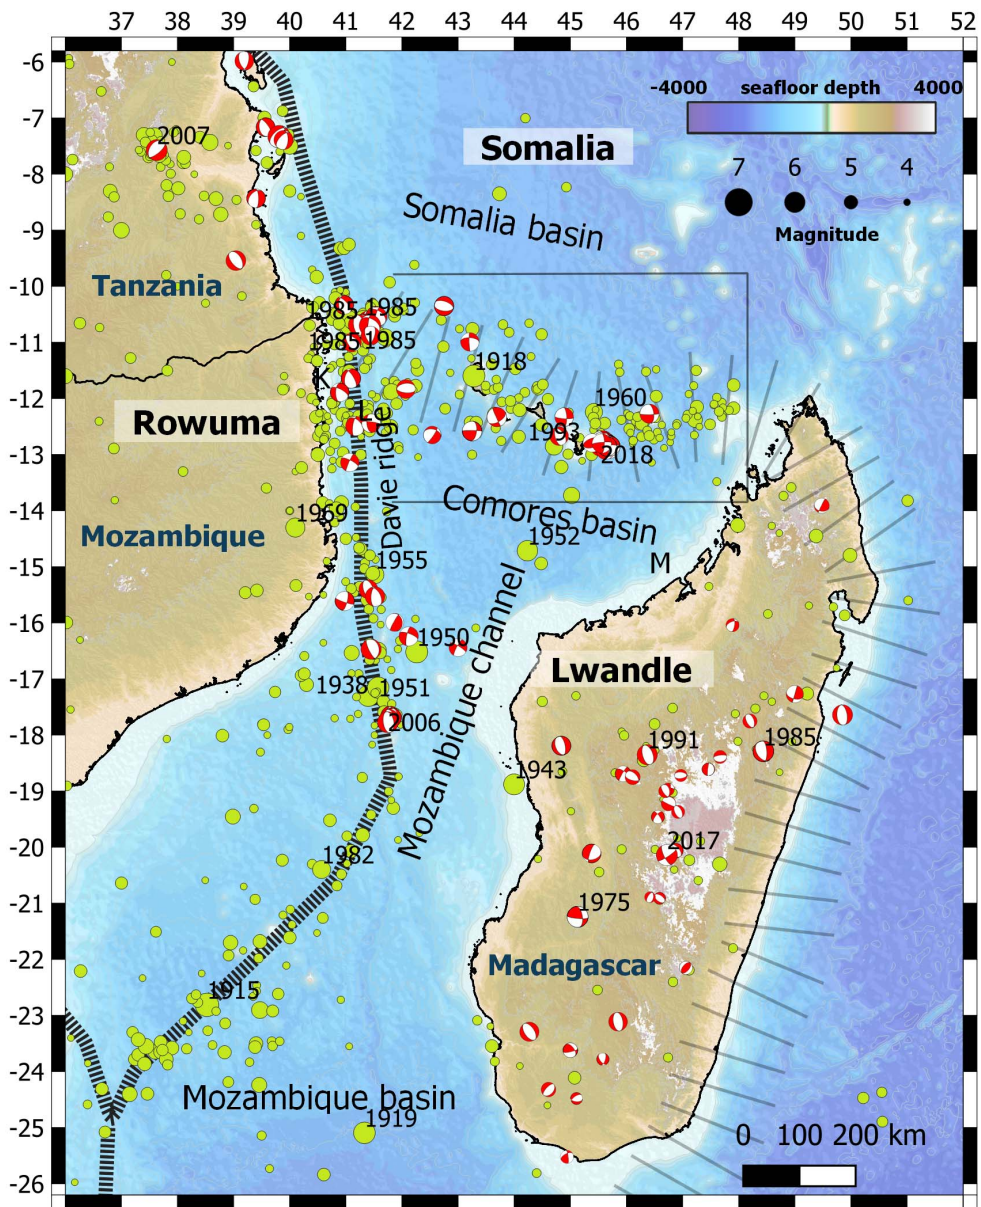 37 38 39 40 41 42 43 44 45 46 47 48 49 50 51 52
-6
-7
-8
-9
-10
-11
-12
-13
-14
-15
-16
-17
-18
-19
-20
-21
-22
-23
-24
-25
-26
-4000 seafloor depth 4000
7 6 5 4
Magnitude
2007
Somalia
Somalia basin
Tanzania
1985 1985
1985 1985
1918
K
L
1960
Rowuma
1993
2018
Davie ridge
Comores basin
1969
Mozambique
1952
M
1955
1950
Mozambique channel
Lwandle
1938 1951
2006
1991
1985
1943
1982
2017
1975
Madagascar
1915
Mozambique basin
1919
0 100 200 km